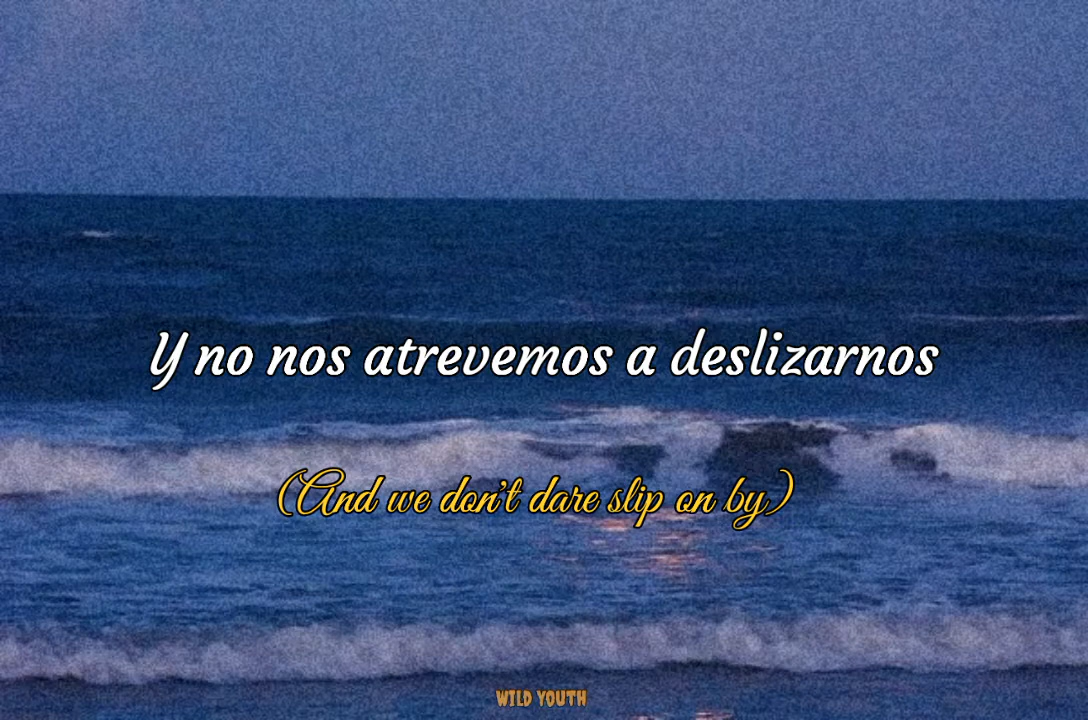 Y no nos atrevemos a deslizarnos
(And we don't dare slip on by)
WILD YOUTH